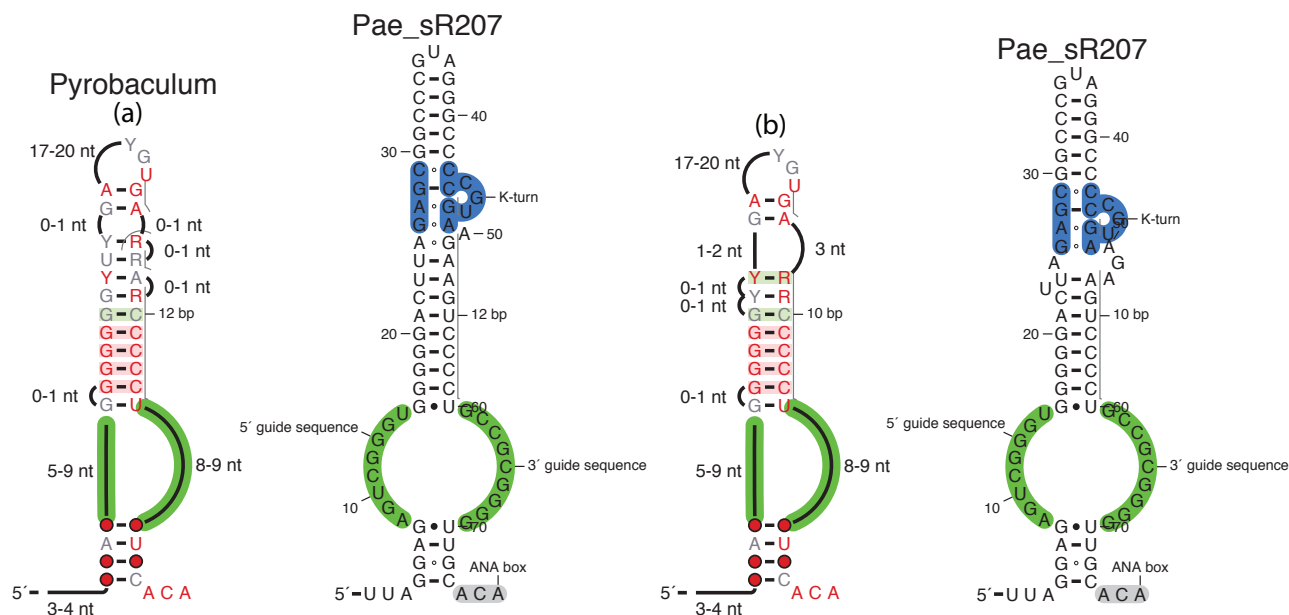 Pyrobaculum
(a)
Y
17-20 nt G
U
A G
G A
0-1 nt 0-1 nt
Y R
U R 0-1 nt
Y A
G R 0-1 nt
G C 12 bp
G C
G C
G C
0-1 nt G C
G U
5-9 nt 8-9 nt
A U
C
5´ A C A
3-4 nt
Pae_sR207
U
G A
C G
C G
C G 40
G C
30 G C
C C C
G C G K-turn
A G U
G A A 50
A G
U A
U A
C G
A U 12 bp
20 G C
G C
G C
G C
G U 60
5´ guide sequence U G G C U G A
10
G C C G C G G G G 3´ guide sequence
G U 70
A U
G G
G C
ANA box
5´ U U A A C A
(b)
Y
17-20 nt G
U
A G
G A
1-2 nt 3 nt
Y R
0-1 nt Y R
0-1 nt G C 10 bp
G C
G C
G C
0-1 nt G C
G U
5-9 nt 8-9 nt
A U
C
5´ A C A
3-4 nt
Pae_sR207
U
G A
C G
C G
C G 40
G C
30 G C
C C C
G C G K-turn
A G U 50
G A A
A G
U A
U A
C G
A U 10 bp
20 G C
G C
G C
G C
G U 60
5´ guide sequence U G G C U G A
10
G C C G C G G G G 3´ guide sequence
G U 70
A U
G G
G C
ANA box
5´ U U A A C A